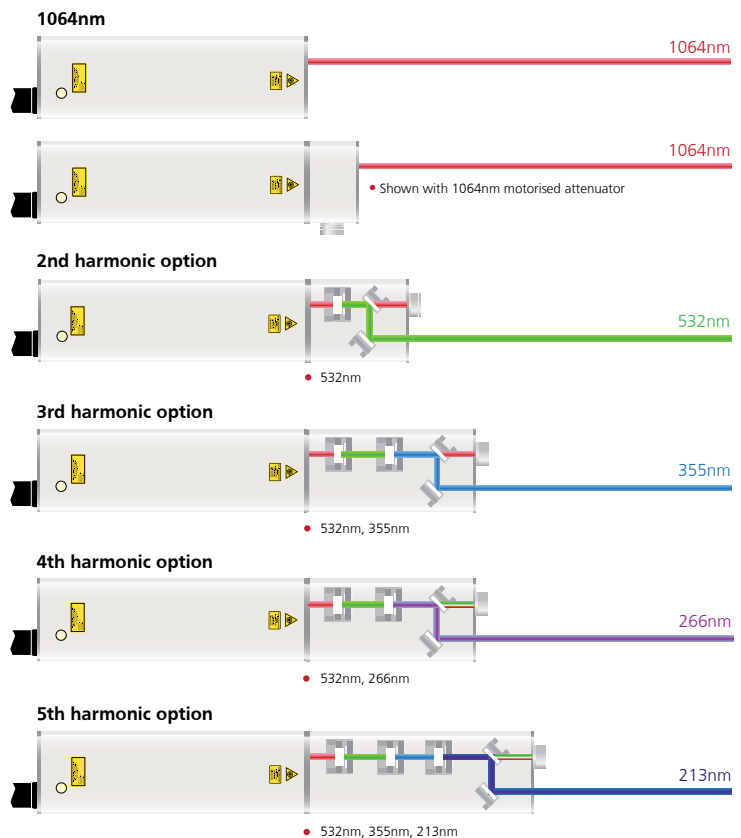 1064nm
1064nm
1064nm
• Shown with 1064nm motorised attenuator
2nd harmonic option
532nm
• 532nm
3rd harmonic option
355nm
• 532nm, 355nm
4th harmonic option
266nm
• 532nm, 266nm
5th harmonic option
213nm
• 532nm, 355nm, 213nm